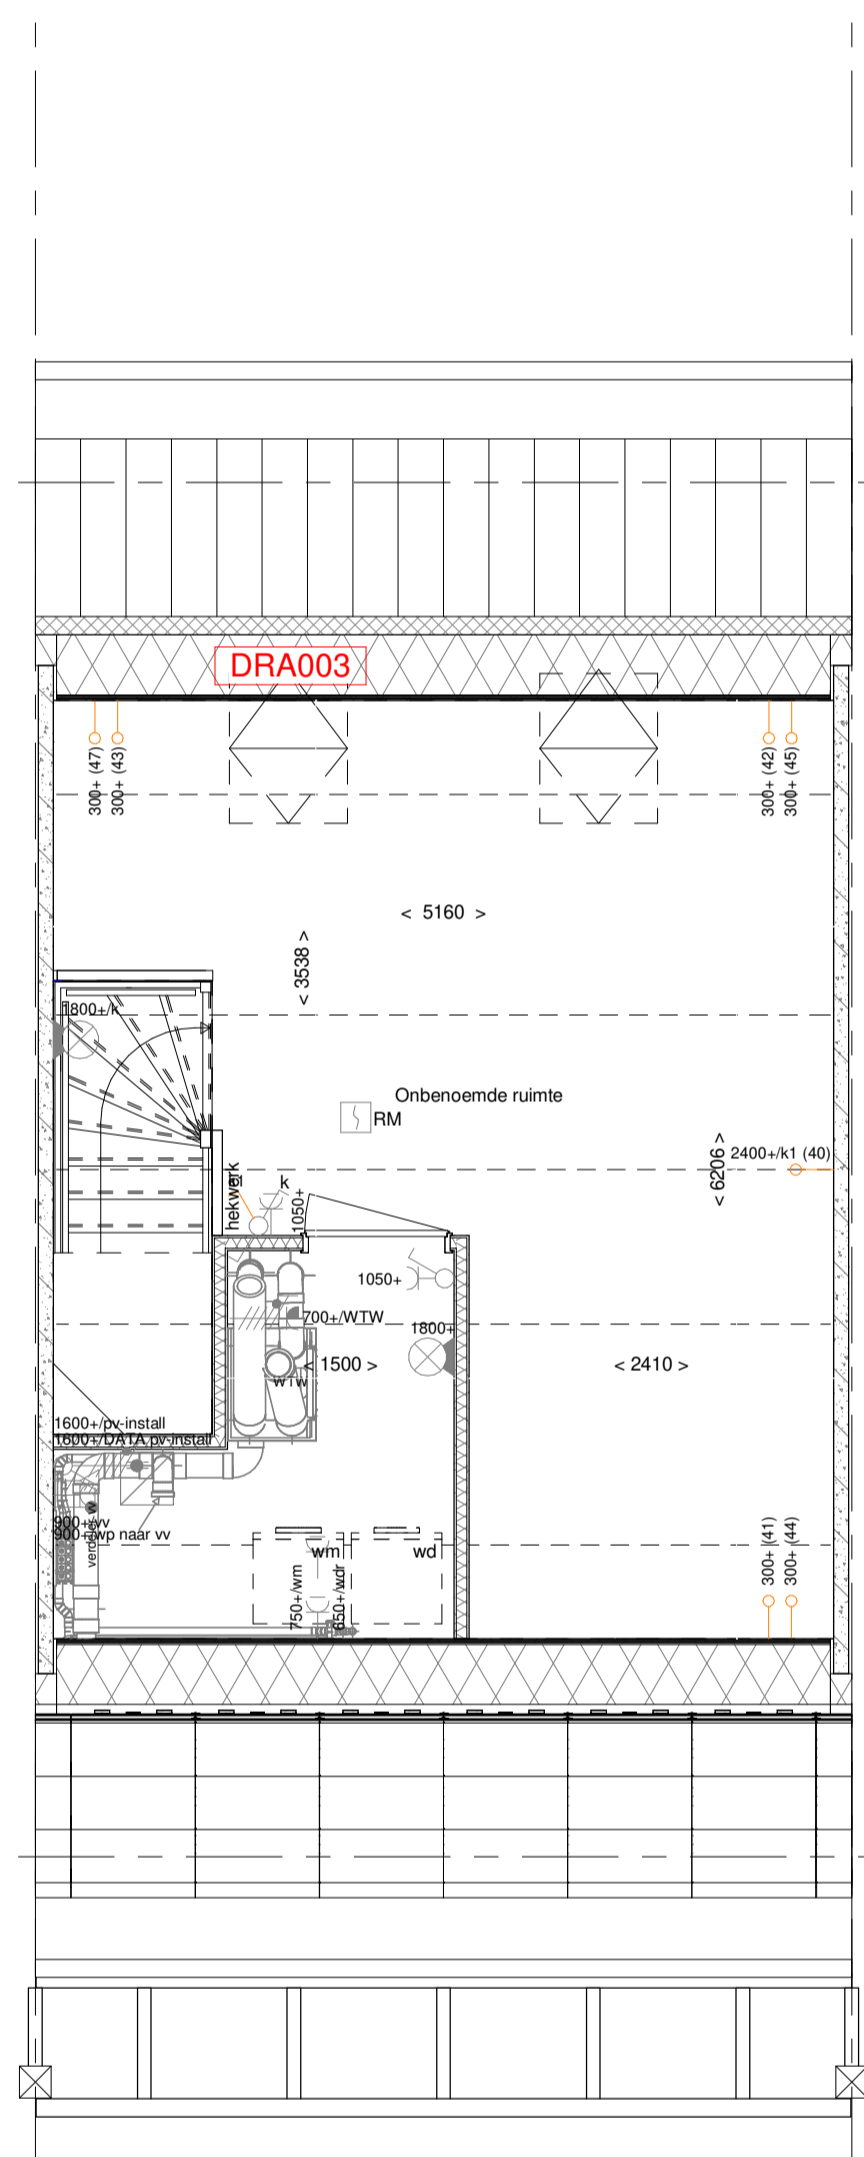 DRA003
300+ (47)
300+ (43)
300+ (42)
300+ (45)
< 5160 >
< 3538 >
1800+/k
Onbenoemde ruimte
RM
< 6206 >
2400+/k1 (40)
hekwerk
k
1050+
1050+
700+/WTW
1800+
< 1500 >
< 2410 >
WTW
1600+/pv-install
1600+/DATA pv-install
900+/vv
900+/wp naar vv
wm
wd
750+/wm
650+/wdr
300+ (41)
300+ (44)